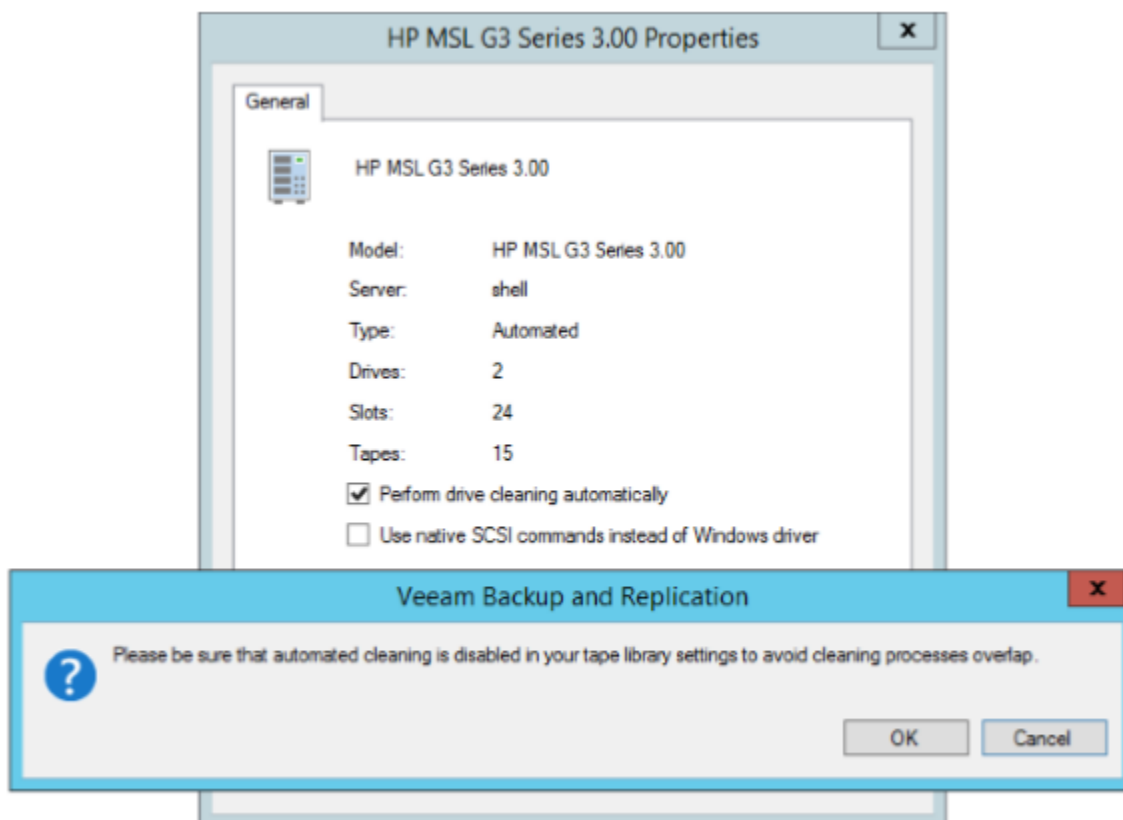 HP MSL G3 Series 3.00 Properties
x
General
HP MSL G3 Series 3.00
Model: HP MSL G3 Series 3.00
Server: shell
Type: Automated
Drives: 2
Slots: 24
Tapes: 15
Perform drive cleaning automatically
Use native SCSI commands instead of Windows driver
Veeam Backup and Replication
x
Please be sure that automated cleaning is disabled in your tape library settings to avoid cleaning processes overlap.
OK Cancel